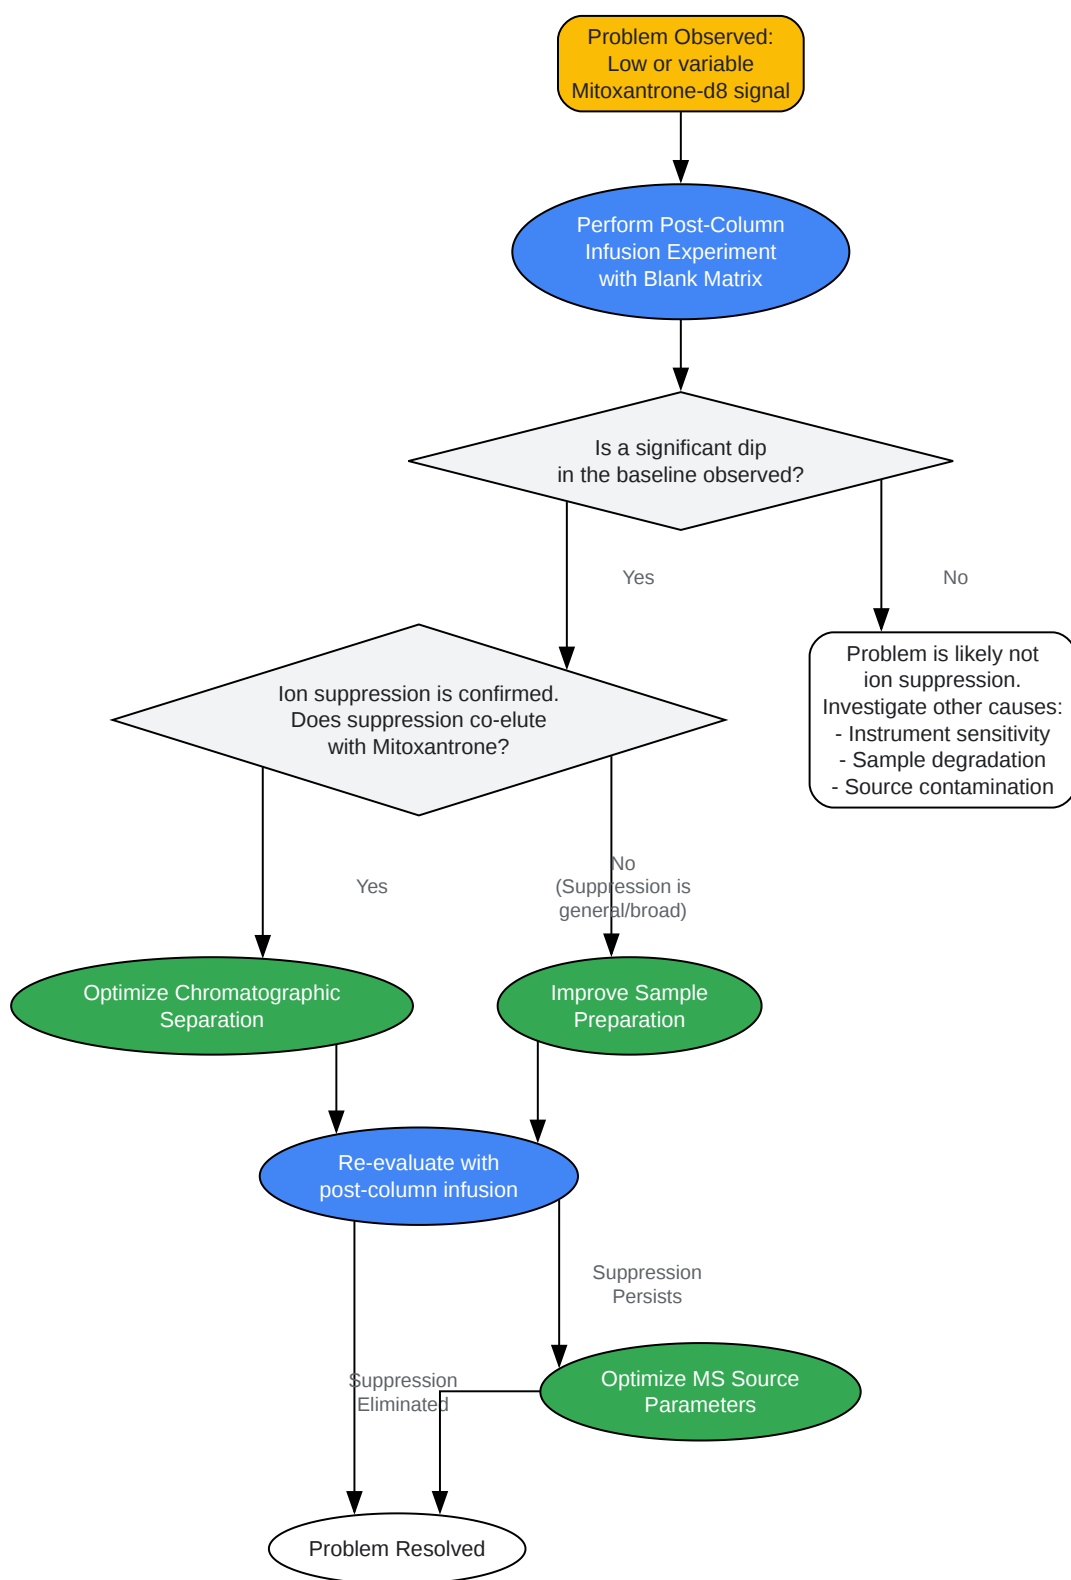 Problem Observed:
Low or variable
Mitoxantrone-d8 signal
Perform Post-Column
Infusion Experiment
with Blank Matrix
Is a significant dip
in the baseline observed?
Yes
No
Ion suppression is confirmed.
Does suppression co-elute
with Mitoxantrone?
Problem is likely not
ion suppression.
Investigate other causes:
- Instrument sensitivity
- Sample degradation
- Source contamination
Yes
No
(Suppression is
general/broad)
Optimize Chromatographic
Separation
Improve Sample
Preparation
Re-evaluate with
post-column infusion
Suppression
Persists
Suppression
Eliminated
Optimize MS Source
Parameters
Problem Resolved